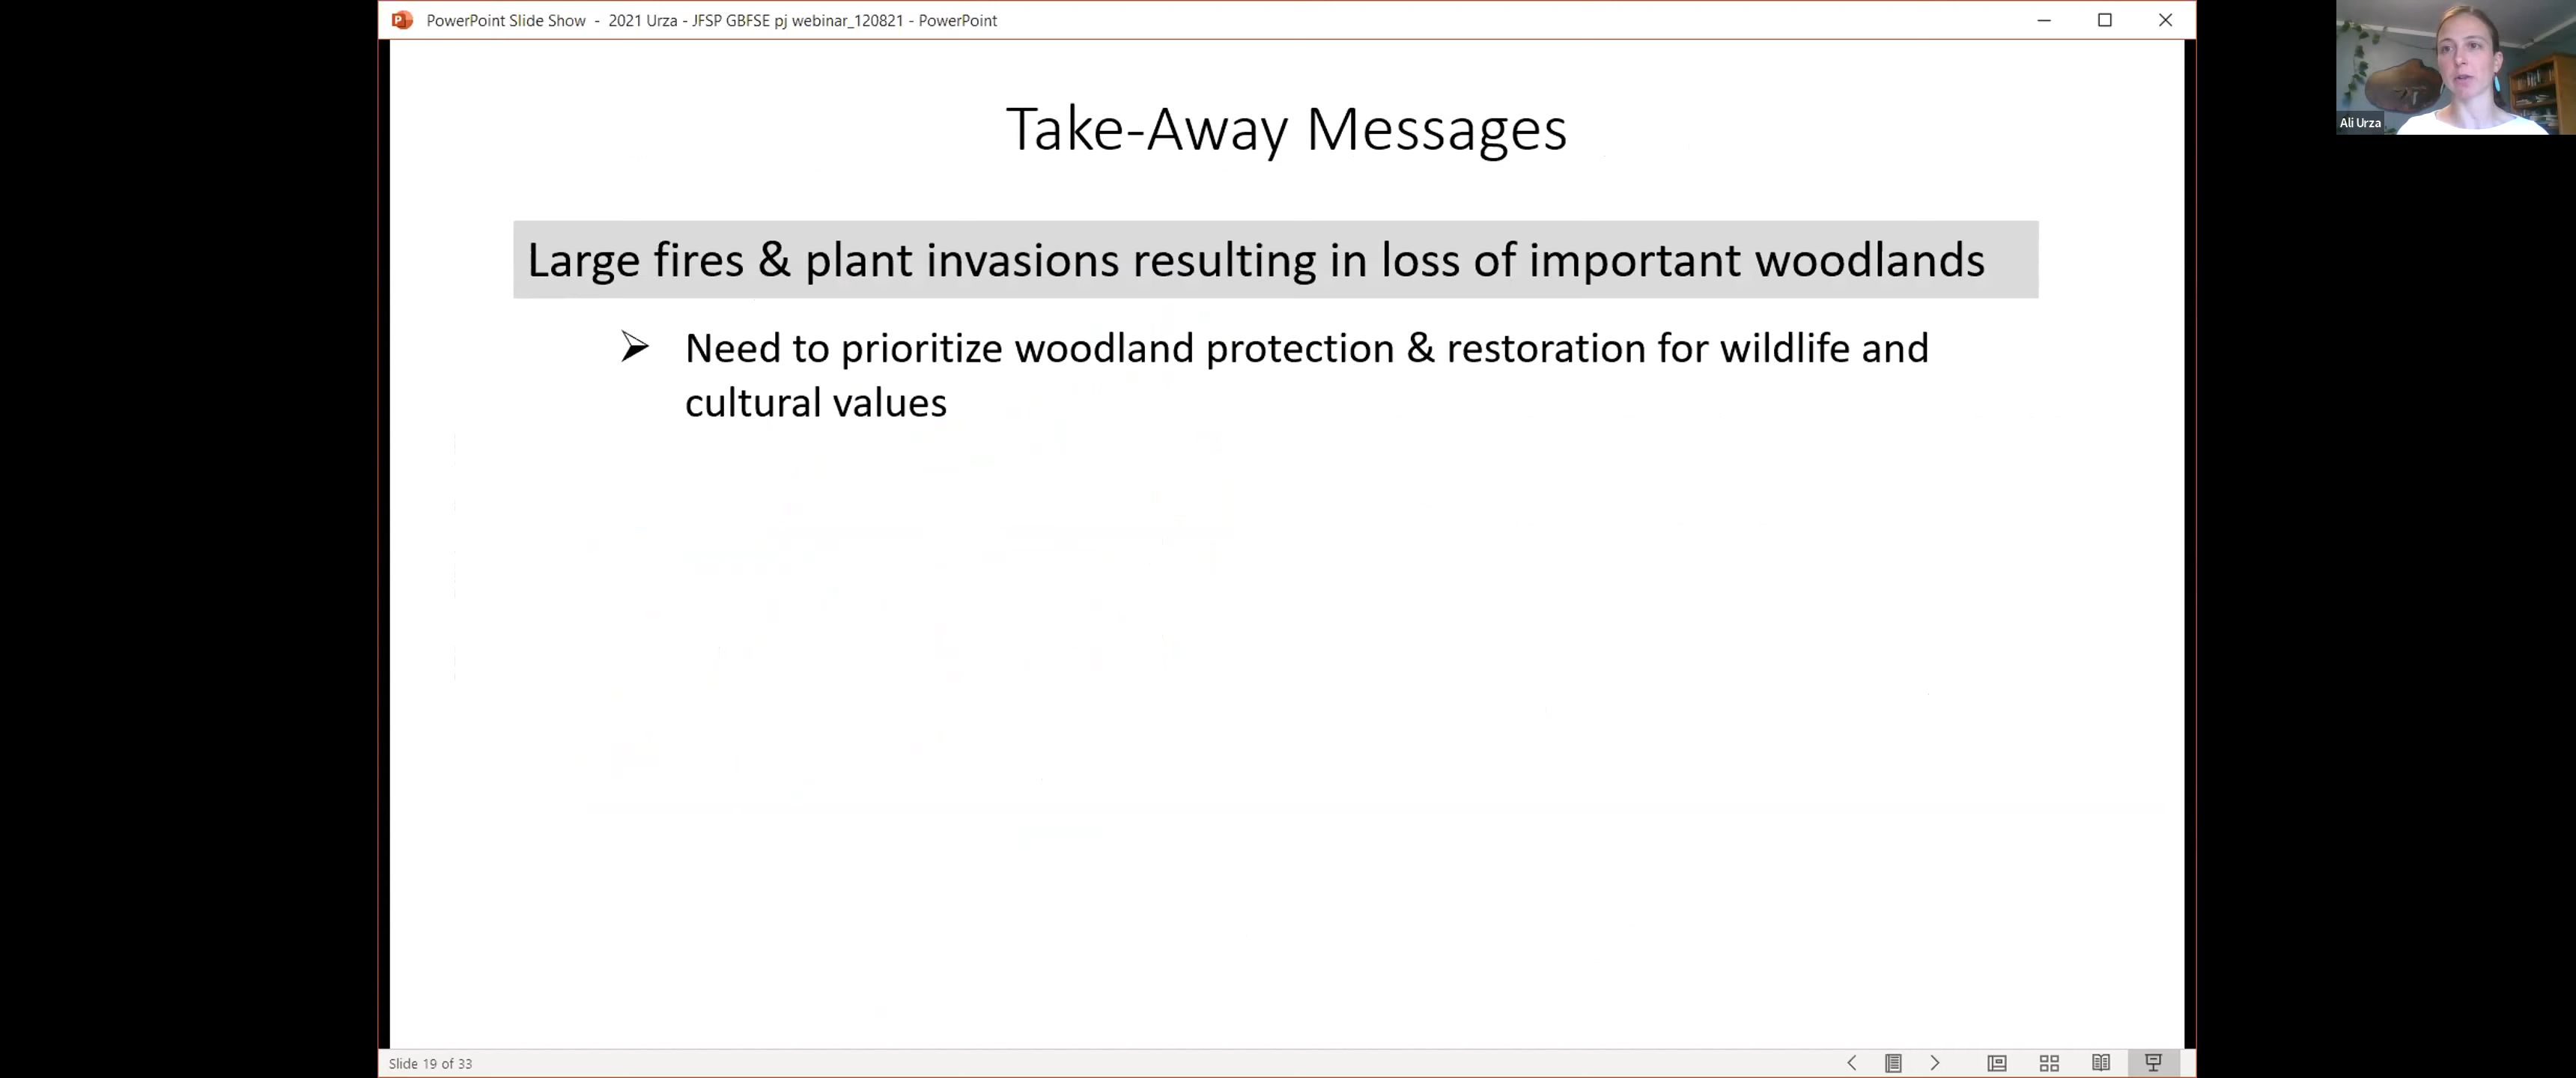 PowerPoint Slide Show - 2021 Urza - JFSP GBFSE pj webinar_120821 - PowerPoint
Ali Urza
Take-Away Messages
Large fires & plant invasions resulting in loss of important woodlands
Need to prioritize woodland protection & restoration for wildlife and
cultural values
Slide 19 of 33